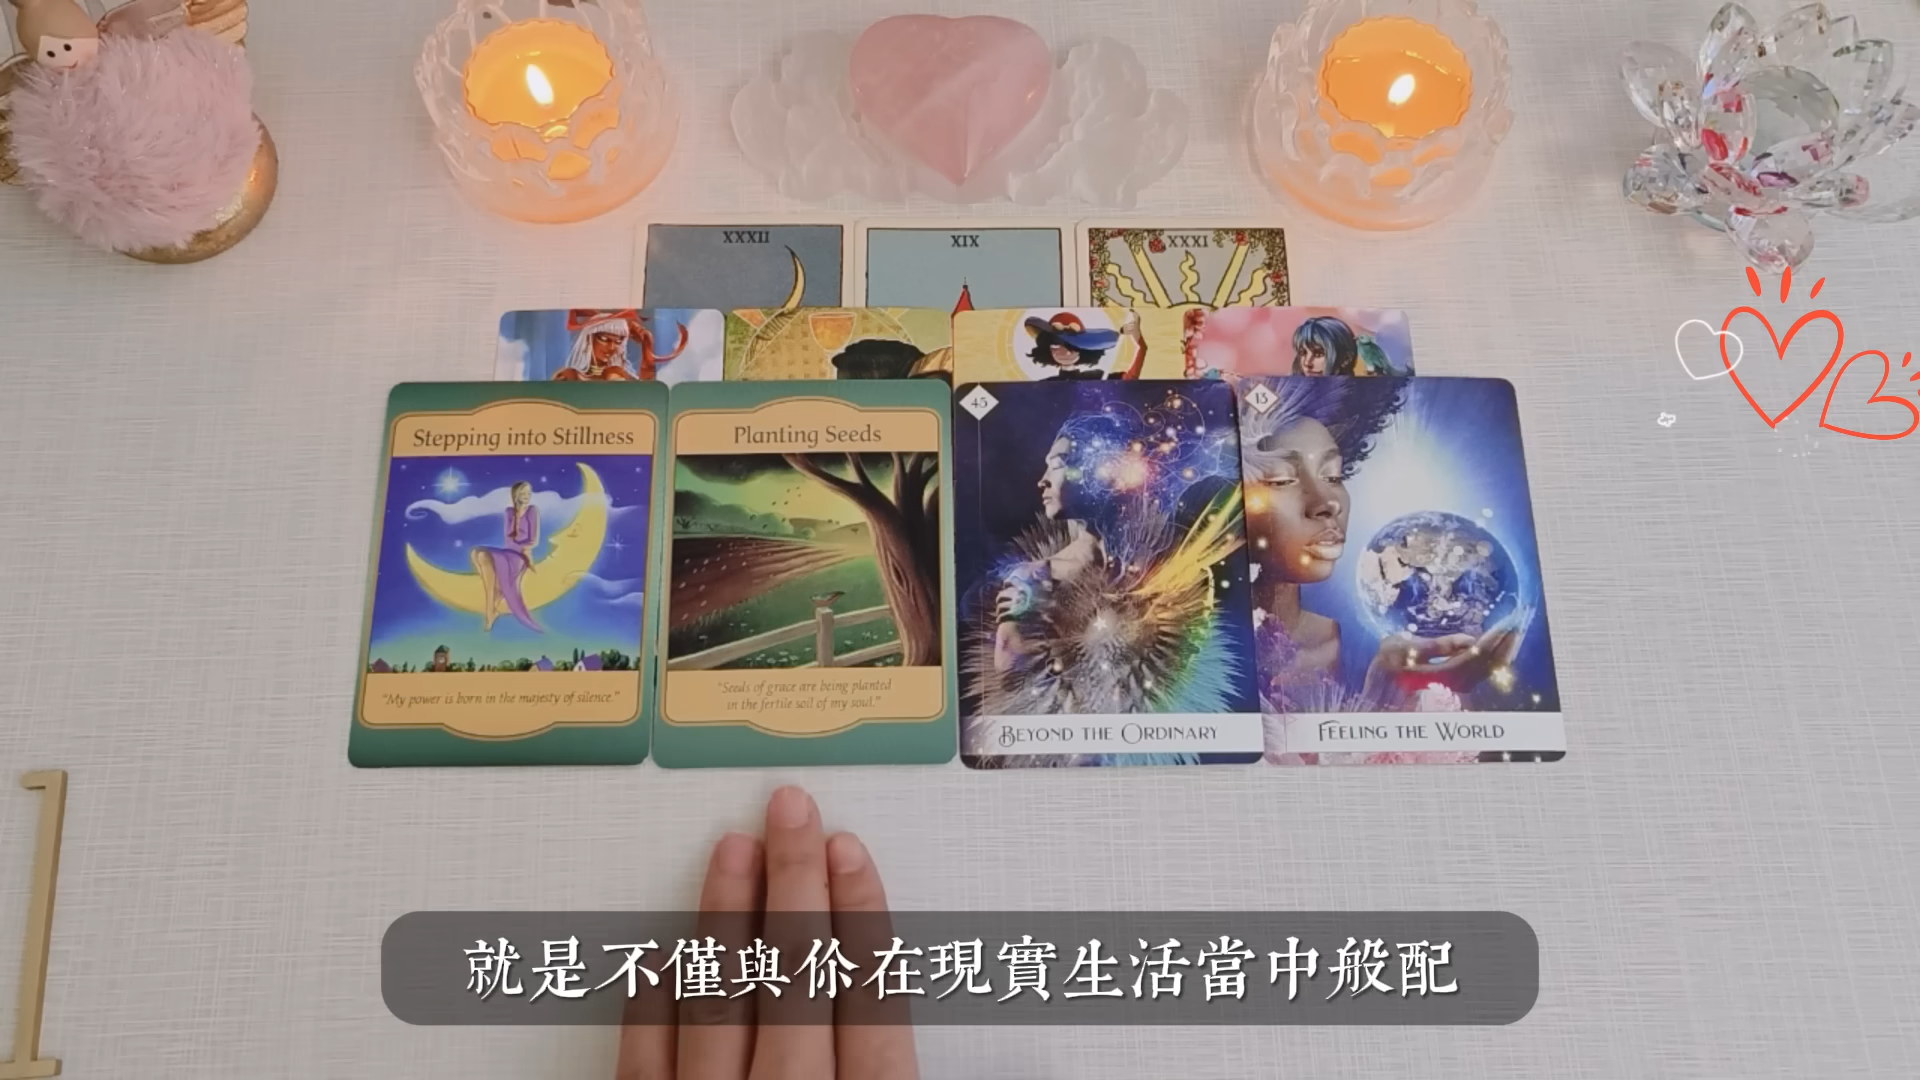 XXXII
XIX
XXXI
Stepping into Stillness
"My power is born in the majesty of silence."
Planting Seeds
"Seeds of grace are being planted
in the fertile soil of my soul."
45
BEYOND THE ORDINARY
13
FEELING THE WORLD
1
就是不僅與你在現實生活當中般配